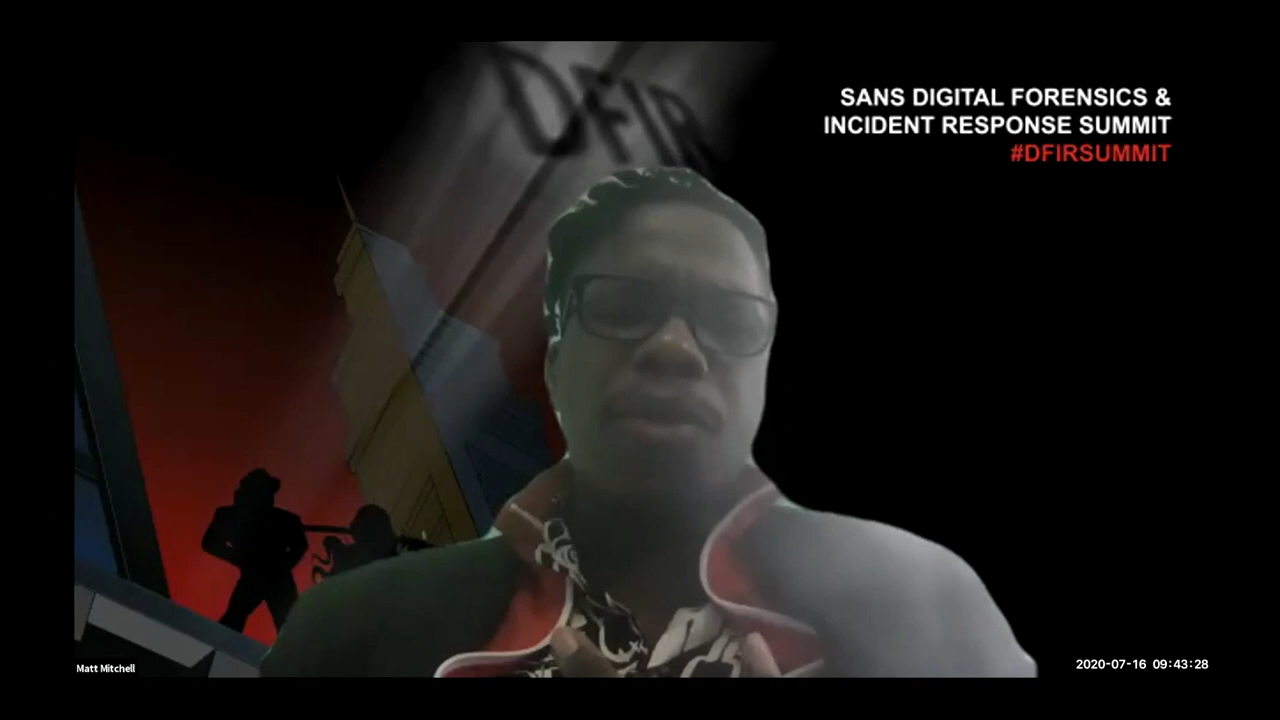 DFIR
SANS DIGITAL FORENSICS &
INCIDENT RESPONSE SUMMIT
#DFIRSUMMIT
Matt Mitchell
2020-07-16 09:43:28